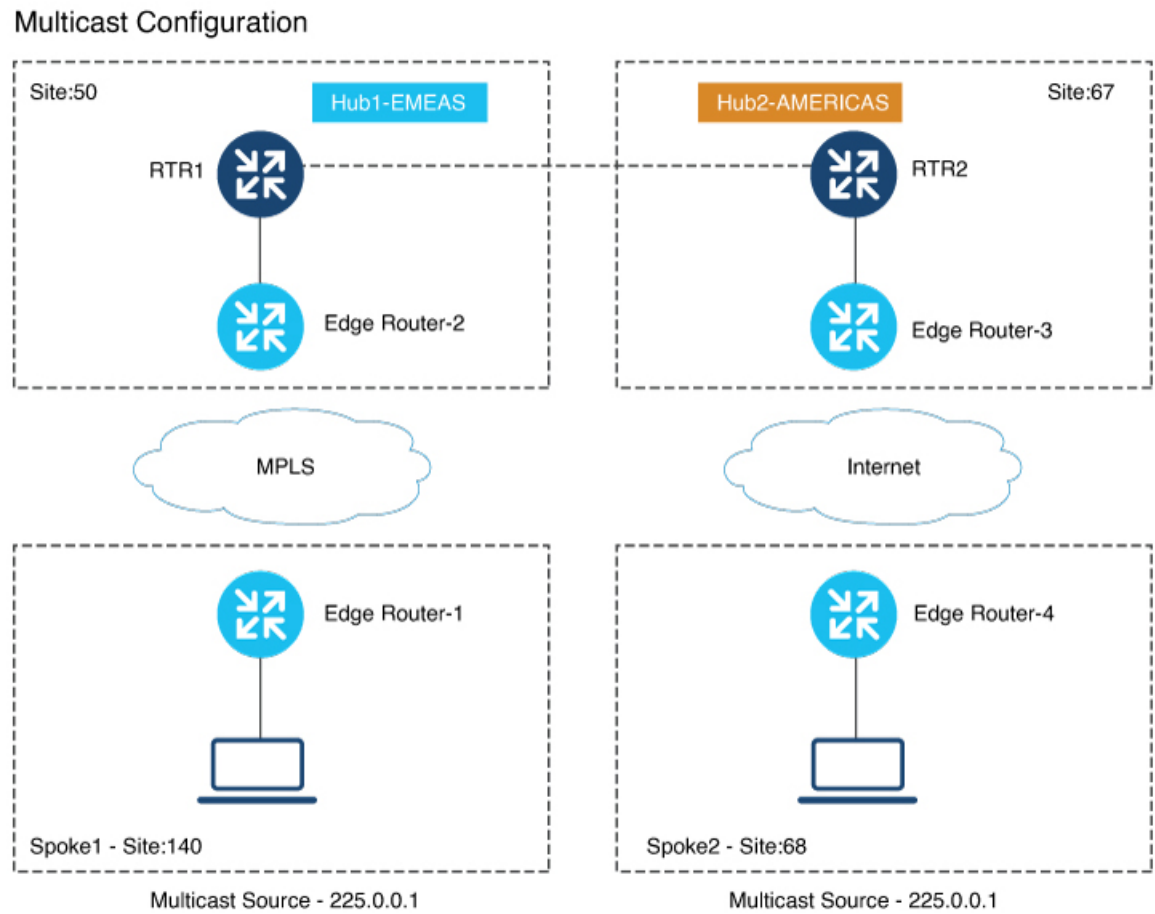 Multicast Configuration
Site:50
Hub1-EMEAS
Hub2-AMERICAS
Site:67
RTR1
RTR2
Edge Router-2
Edge Router-3
MPLS
Internet
Edge Router-1
Edge Router-4
Spoke1 - Site:140
Spoke2 - Site:68
Multicast Source - 225.0.0.1
Multicast Source - 225.0.0.1